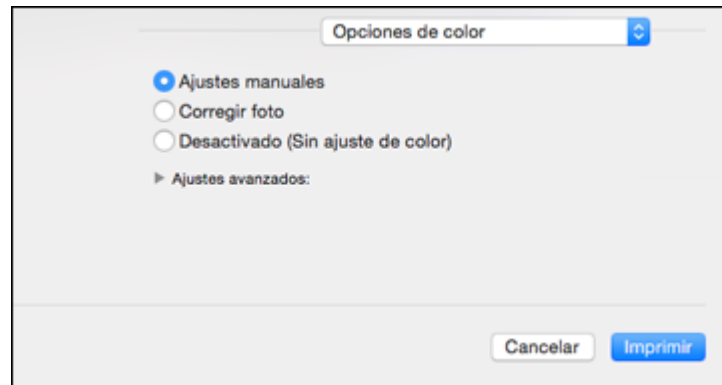 Opciones de color
Ajustes manuales
Corregir foto
Desactivado (Sin ajuste de color)
Ajustes avanzados:
Cancelar Imprimir